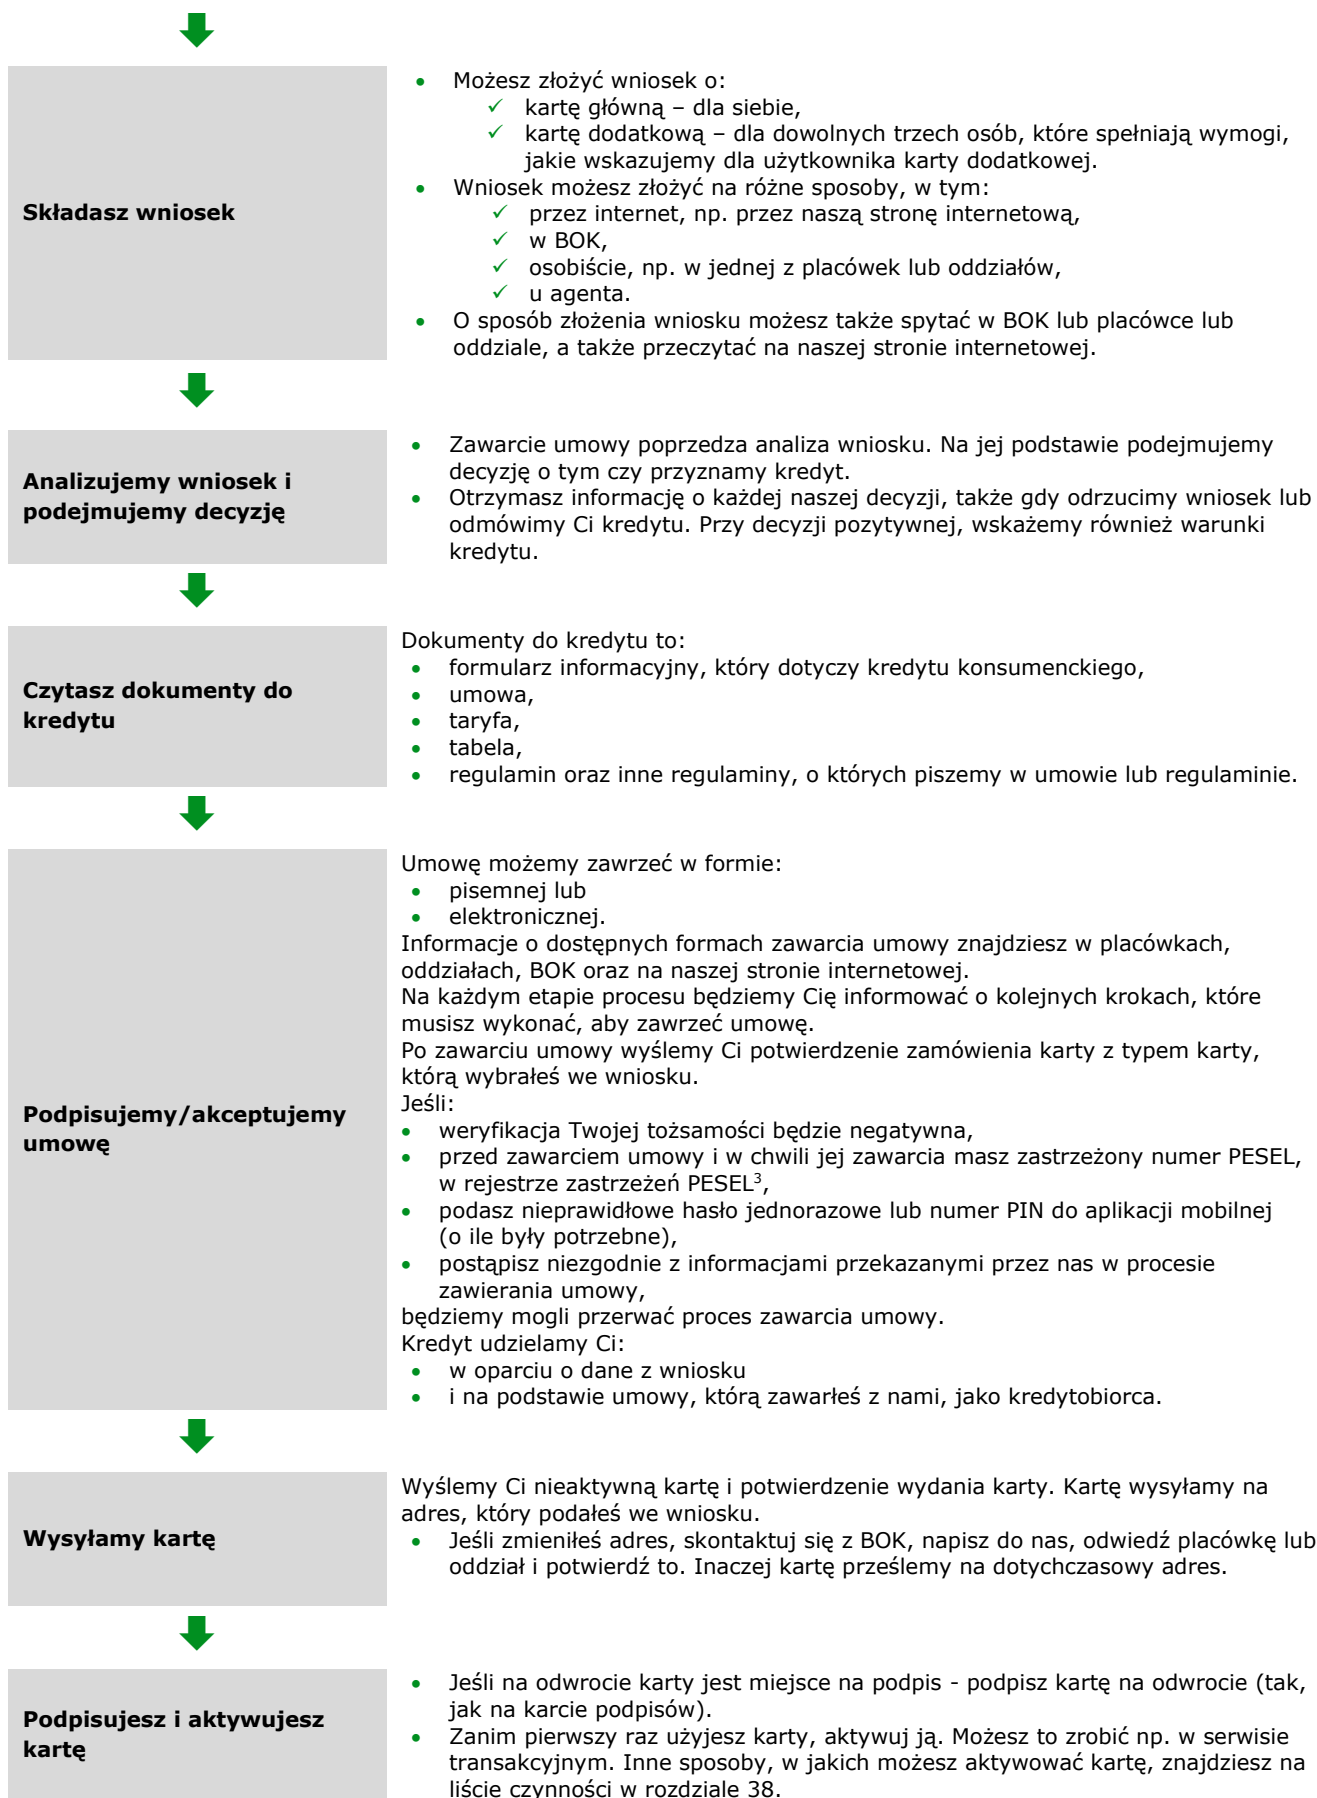 Składasz wniosek
• Możesz złożyć wniosek o:
✓ kartę główną – dla siebie,
✓ kartę dodatkową – dla dowolnych trzech osób, które spełniają wymogi,
jakie wskazujemy dla użytkownika karty dodatkowej.
• Wniosek możesz złożyć na różne sposoby, w tym:
✓ przez internet, np. przez naszą stronę internetową,
✓ w BOK,
✓ osobiście, np. w jednej z placówek lub oddziałów,
✓ u agenta.
• O sposób złożenia wniosku możesz także spytać w BOK lub placówce lub
oddziale, a także przeczytać na naszej stronie internetowej.
Analizujemy wniosek i
podejmujemy decyzję
• Zawarcie umowy poprzedza analiza wniosku. Na jej podstawie podejmujemy
decyzję o tym czy przyznamy kredyt.
• Otrzymasz informację o każdej naszej decyzji, także gdy odrzucimy wniosek lub
odmówimy Ci kredytu. Przy decyzji pozytywnej, wskażemy również warunki
kredytu.
Czytasz dokumenty do
kredytu
Dokumenty do kredytu to:
• formularz informacyjny, który dotyczy kredytu konsumenckiego,
• umowa,
• taryfa,
• tabela,
• regulamin oraz inne regulaminy, o których piszemy w umowie lub regulaminie.
Podpisujemy/akceptujemy
umowę
Umowę możemy zawrzeć w formie:
• pisemnej lub
• elektronicznej.
Informacje o dostępnych formach zawarcia umowy znajdziesz w placówkach,
oddziałach, BOK oraz na naszej stronie internetowej.
Na każdym etapie procesu będziemy Cię informować o kolejnych krokach, które
musisz wykonać, aby zawrzeć umowę.
Po zawarciu umowy wyślemy Ci potwierdzenie zamówienia karty z typem karty,
którą wybrałeś we wniosku.
Jeśli:
• weryfikacja Twojej tożsamości będzie negatywna,
• przed zawarciem umowy i w chwili jej zawarcia masz zastrzeżony numer PESEL,
w rejestrze zastrzeżeń PESEL³,
• podasz nieprawidłowe hasło jednorazowe lub numer PIN do aplikacji mobilnej
(o ile były potrzebne),
• postąpisz niezgodnie z informacjami przekazanymi przez nas w procesie
zawierania umowy,
będziemy mogli przerwać proces zawarcia umowy.
Kredyt udzielamy Ci:
• w oparciu o dane z wniosku
• i na podstawie umowy, którą zawarłeś z nami, jako kredytobiorca.
Wysyłamy kartę
Wyślemy Ci nieaktywną kartę i potwierdzenie wydania karty. Kartę wysyłamy na
adres, który podałeś we wniosku.
• Jeśli zmieniłeś adres, skontaktuj się z BOK, napisz do nas, odwiedź placówkę lub
oddział i potwierdź to. Inaczej kartę prześlemy na dotychczasowy adres.
Podpisujesz i aktywujesz
kartę
• Jeśli na odwrocie karty jest miejsce na podpis - podpisz kartę na odwrocie (tak,
jak na karcie podpisów).
• Zanim pierwszy raz użyjesz karty, aktywuj ją. Możesz to zrobić np. w serwisie
transakcyjnym. Inne sposoby, w jakich możesz aktywować kartę, znajdziesz na
liście czynności w rozdziale 38.